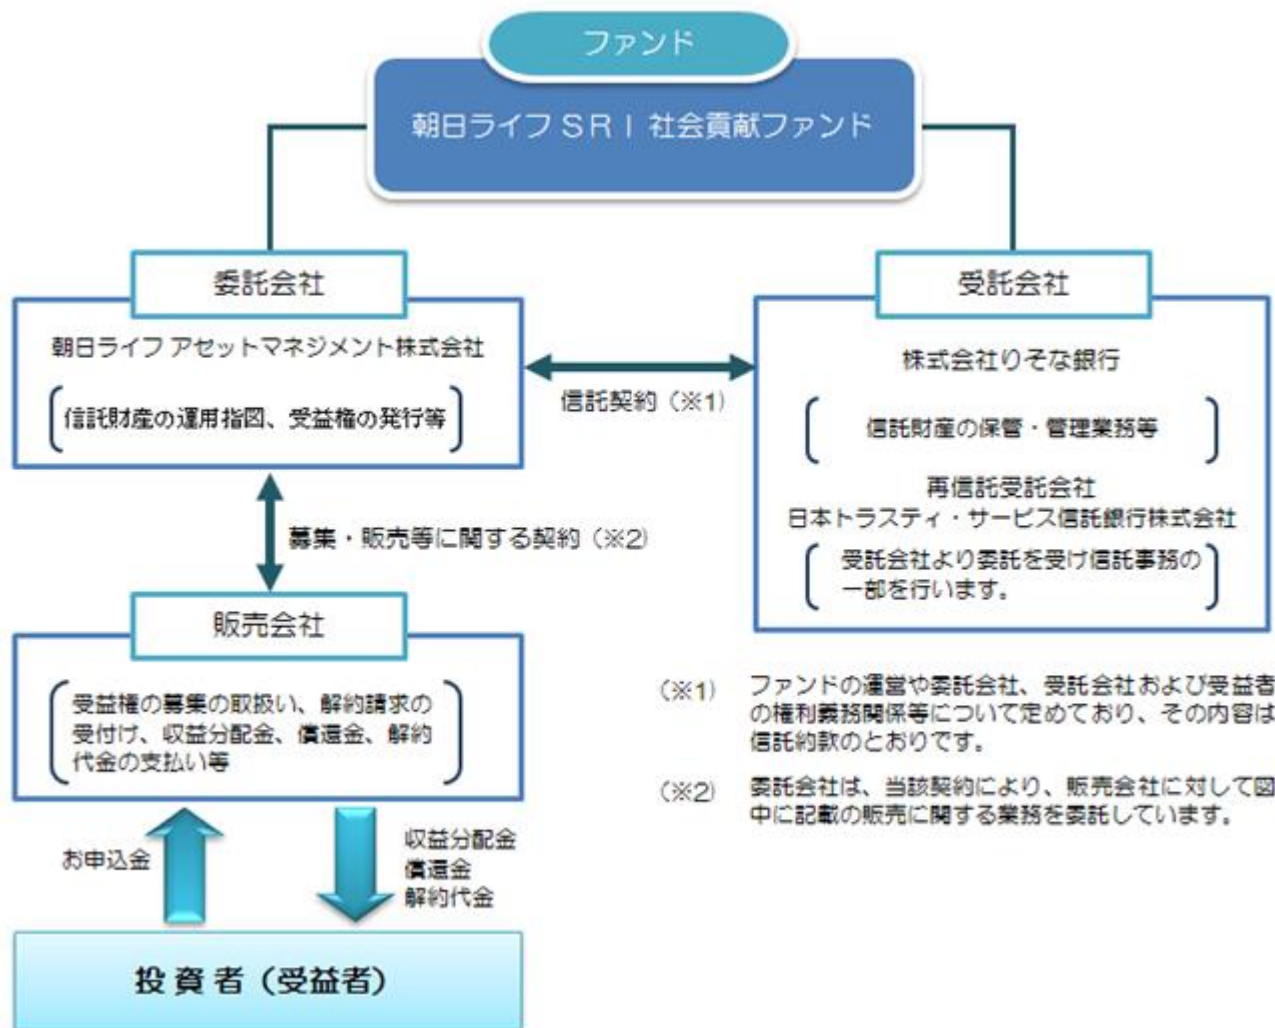 ファンド
朝日ライフ SRI 社会貢献ファンド
委託会社
朝日ライフ アセットマネジメント株式会社
信託財産の運用指図、受益権の発行等
信託契約（※1）
受託会社
株式会社りそな銀行
信託財産の保管・管理業務等
再信託受託会社
日本トラスティ・サービス信託銀行株式会社
受託会社より委託を受け信託事務の
一部を行います。
募集・販売等に関する契約（※2）
販売会社
受益権の募集の取扱い、解約請求の
受付け、収益分配金、償還金、解約
代金の支払い等
（※1） ファンドの運営や委託会社、受託会社および受益者
の権利義務関係等について定めており、その内容は
信託約款のとおりです。
（※2） 委託会社は、当該契約により、販売会社に対して図
中に記載の販売に関する業務を委託しています。
お申込金
収益分配金
償還金
解約代金
投資者（受益者）